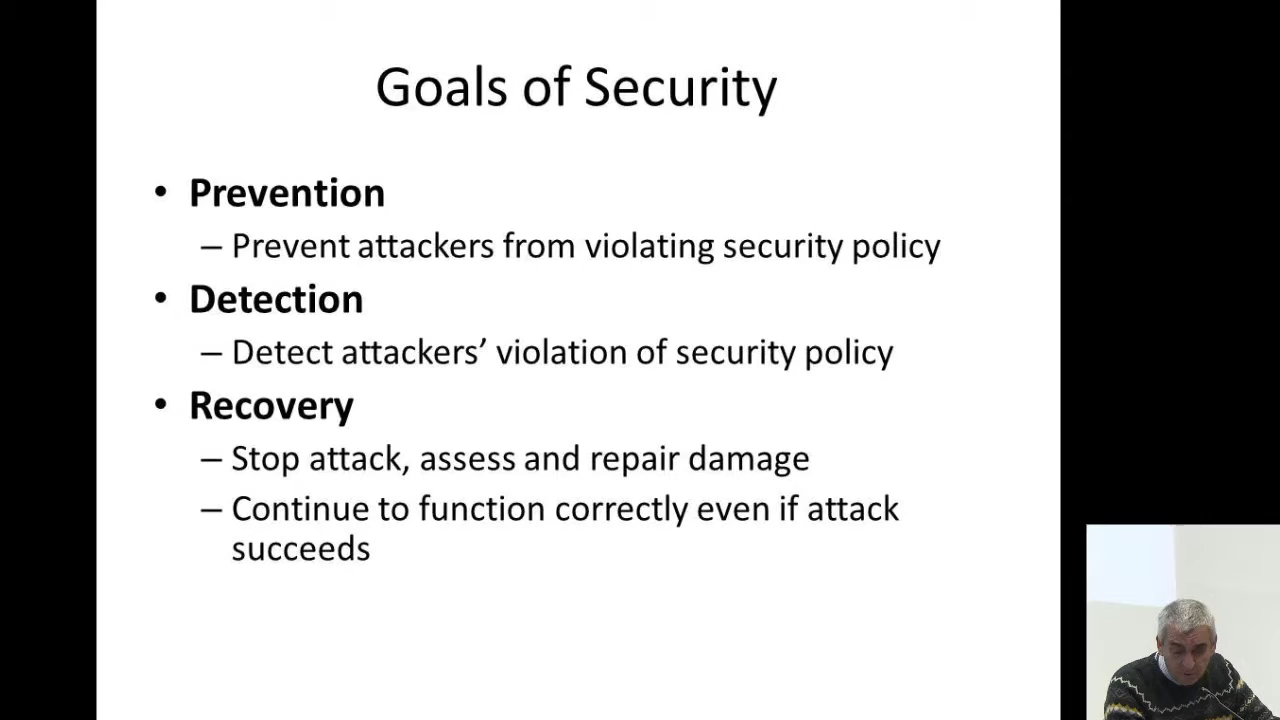 Goals of Security
• Prevention
– Prevent attackers from violating security policy
• Detection
– Detect attackers’ violation of security policy
• Recovery
– Stop attack, assess and repair damage
– Continue to function correctly even if attack
succeeds